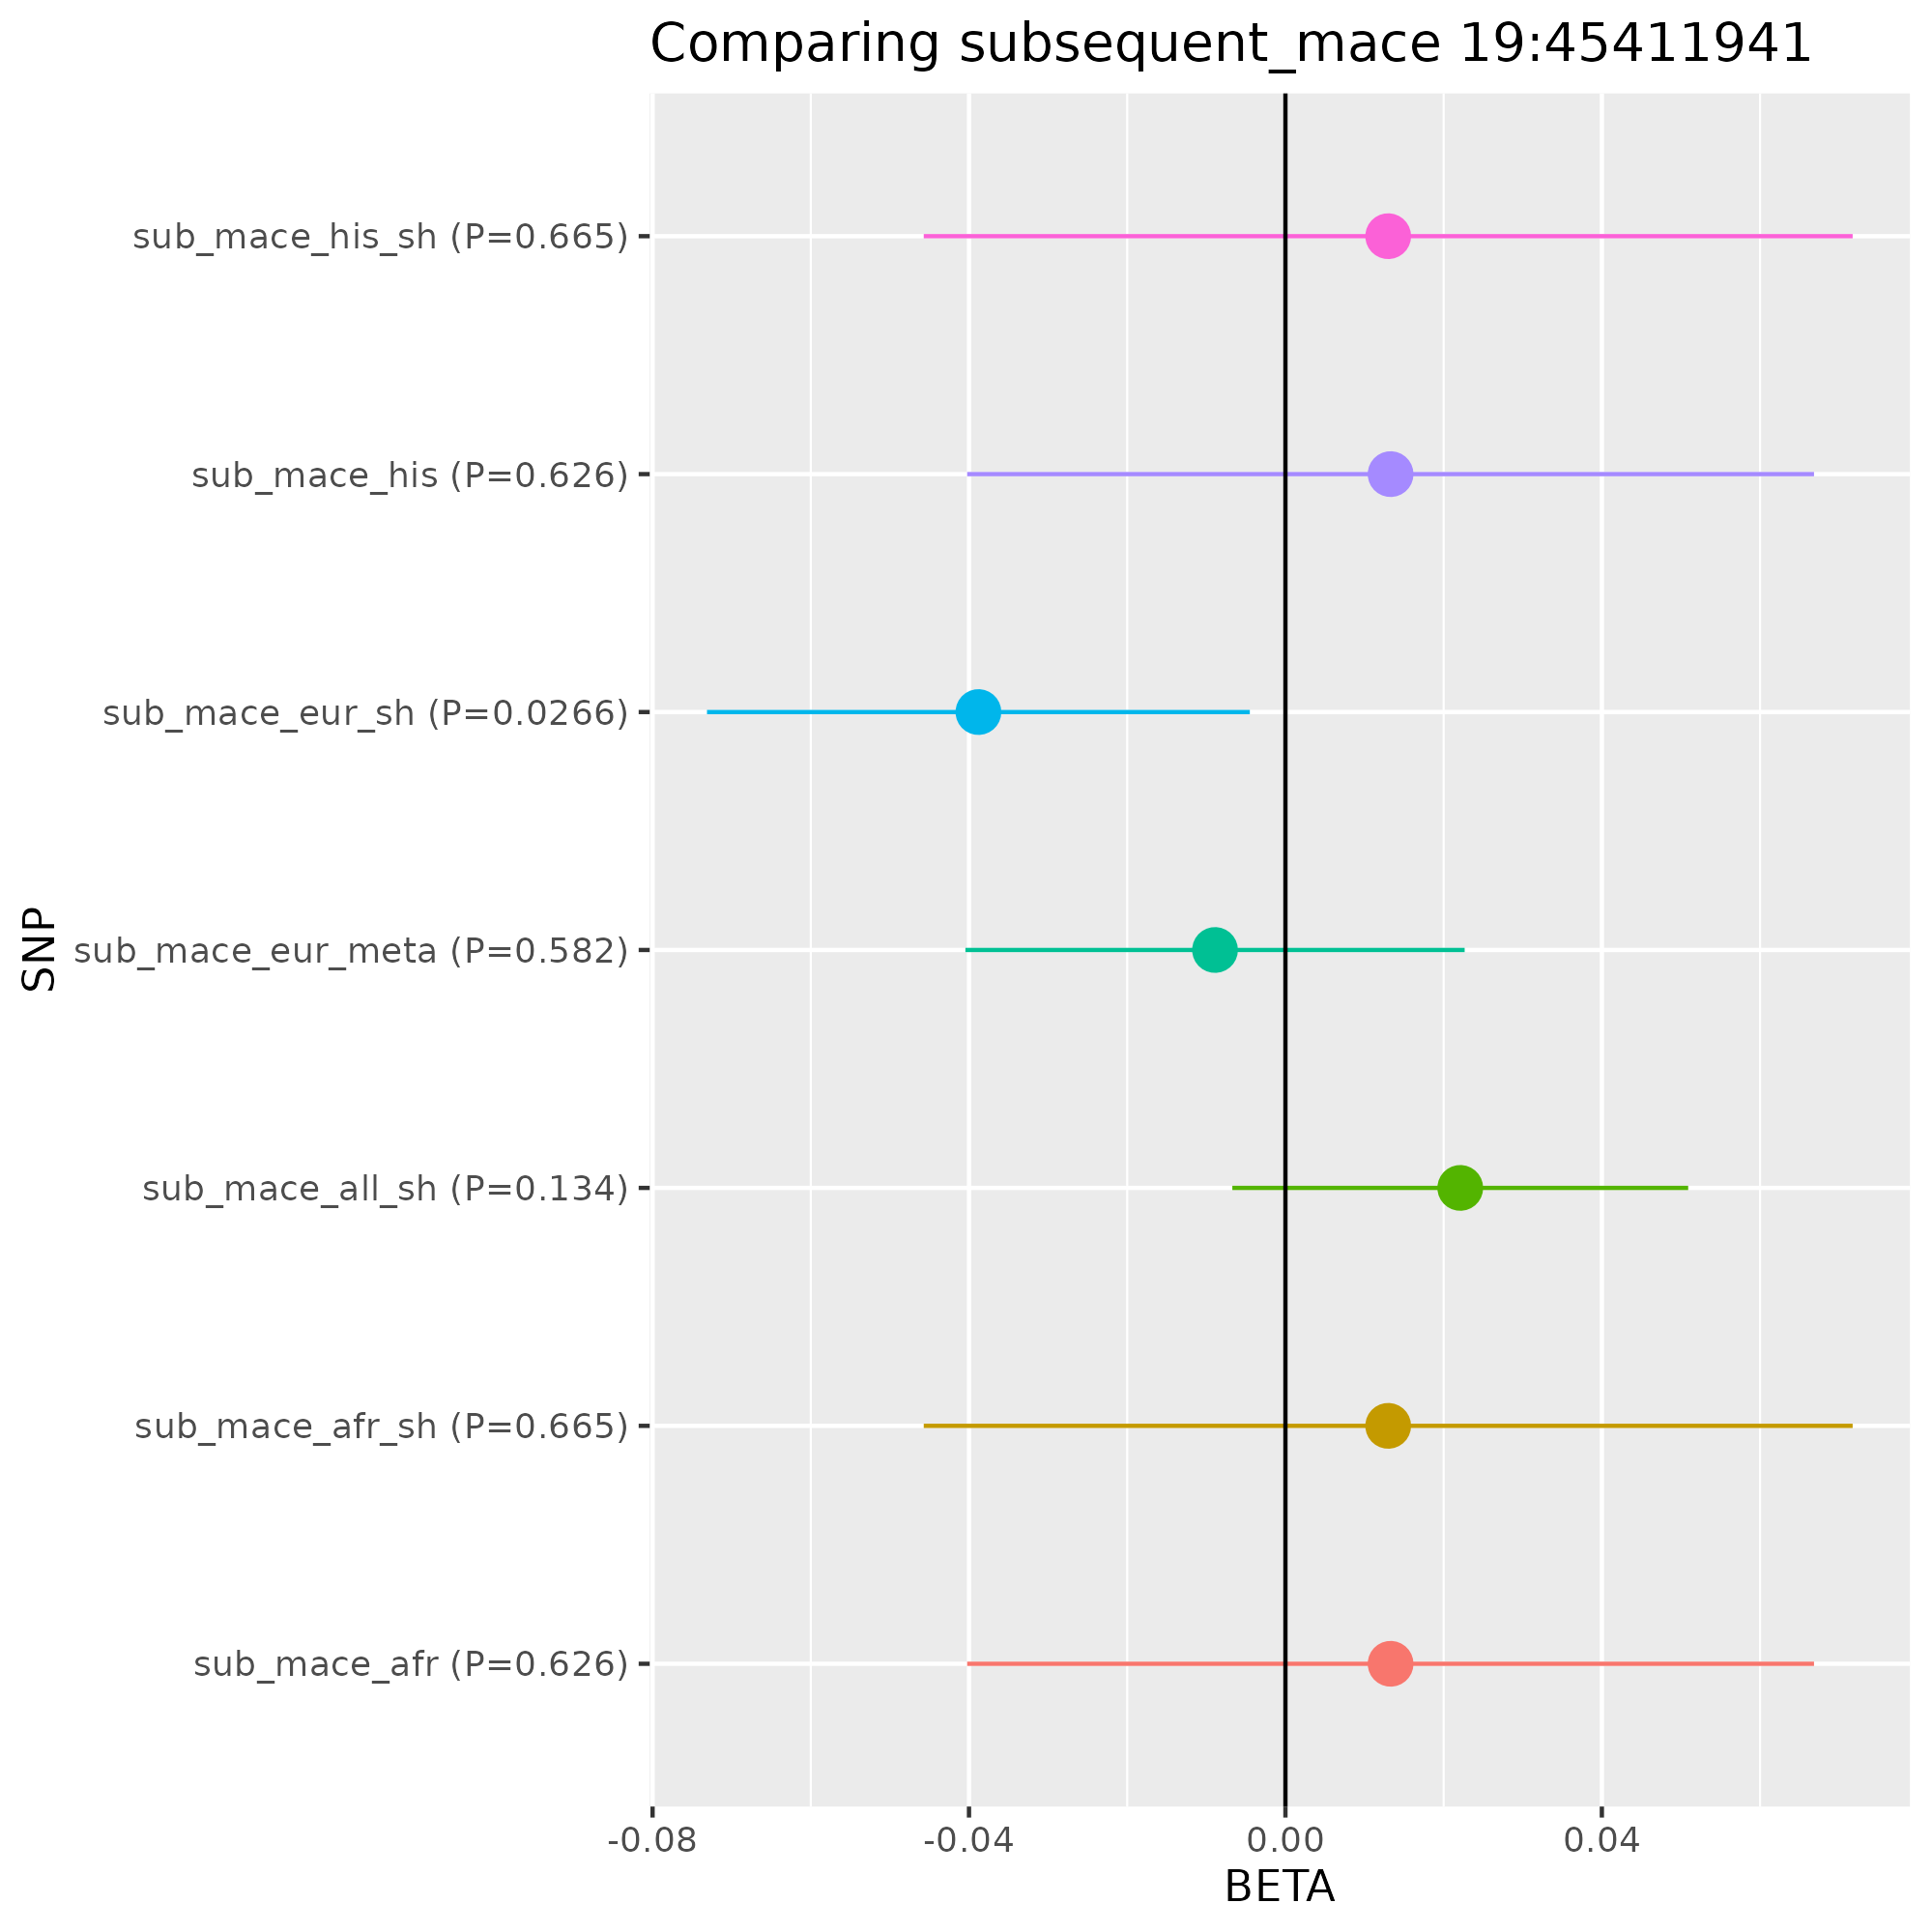 Comparing subsequent_mace 19:45411941
sub_mace_his_sh (P=0.665)
sub_mace_his (P=0.626)
sub_mace_eur_sh (P=0.0266)
SNP
sub_mace_eur_meta (P=0.582)
sub_mace_all_sh (P=0.134)
sub_mace_afr_sh (P=0.665)
sub_mace_afr (P=0.626)
-0.08 -0.04 0.00 0.04
BETA